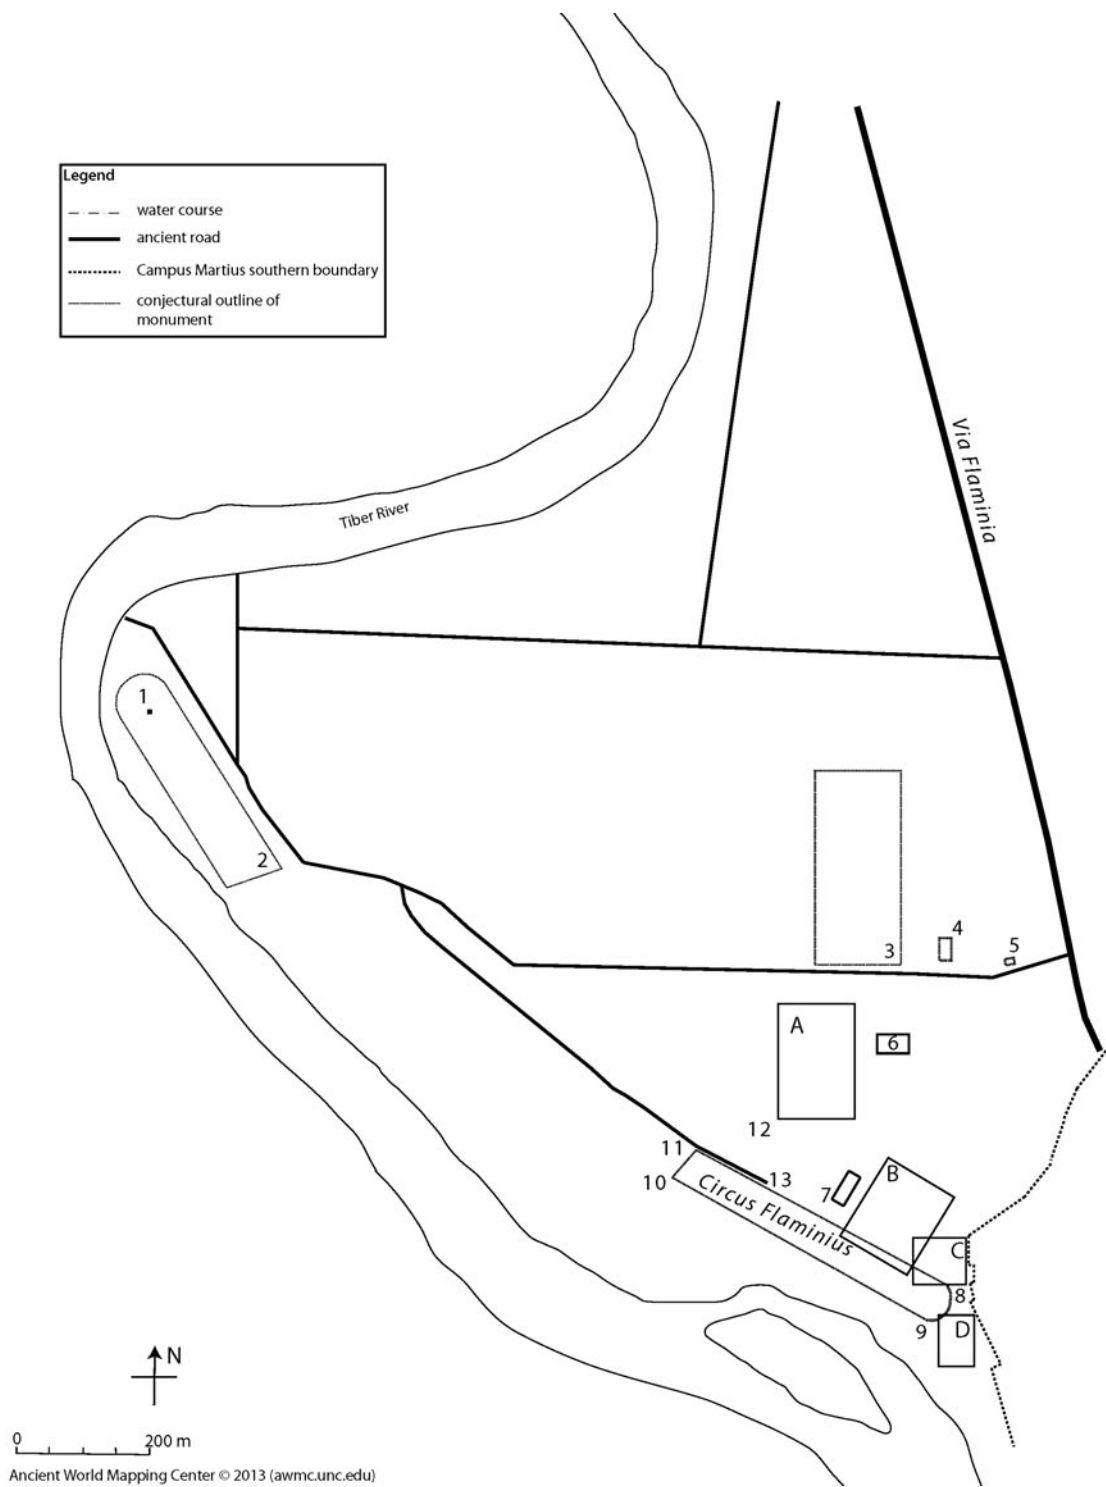 Legend
water course
ancient road
Campus Martius southern boundary
conjectural outline of
monument
Via Flaminia
Tiber River
1
2
3
4
5
A
6
12
11
10
13
Circus Flaminius
7
B
C
8
9
D
N
0
200 m
Ancient World Mapping Center © 2013 (awmc.unc.edu)